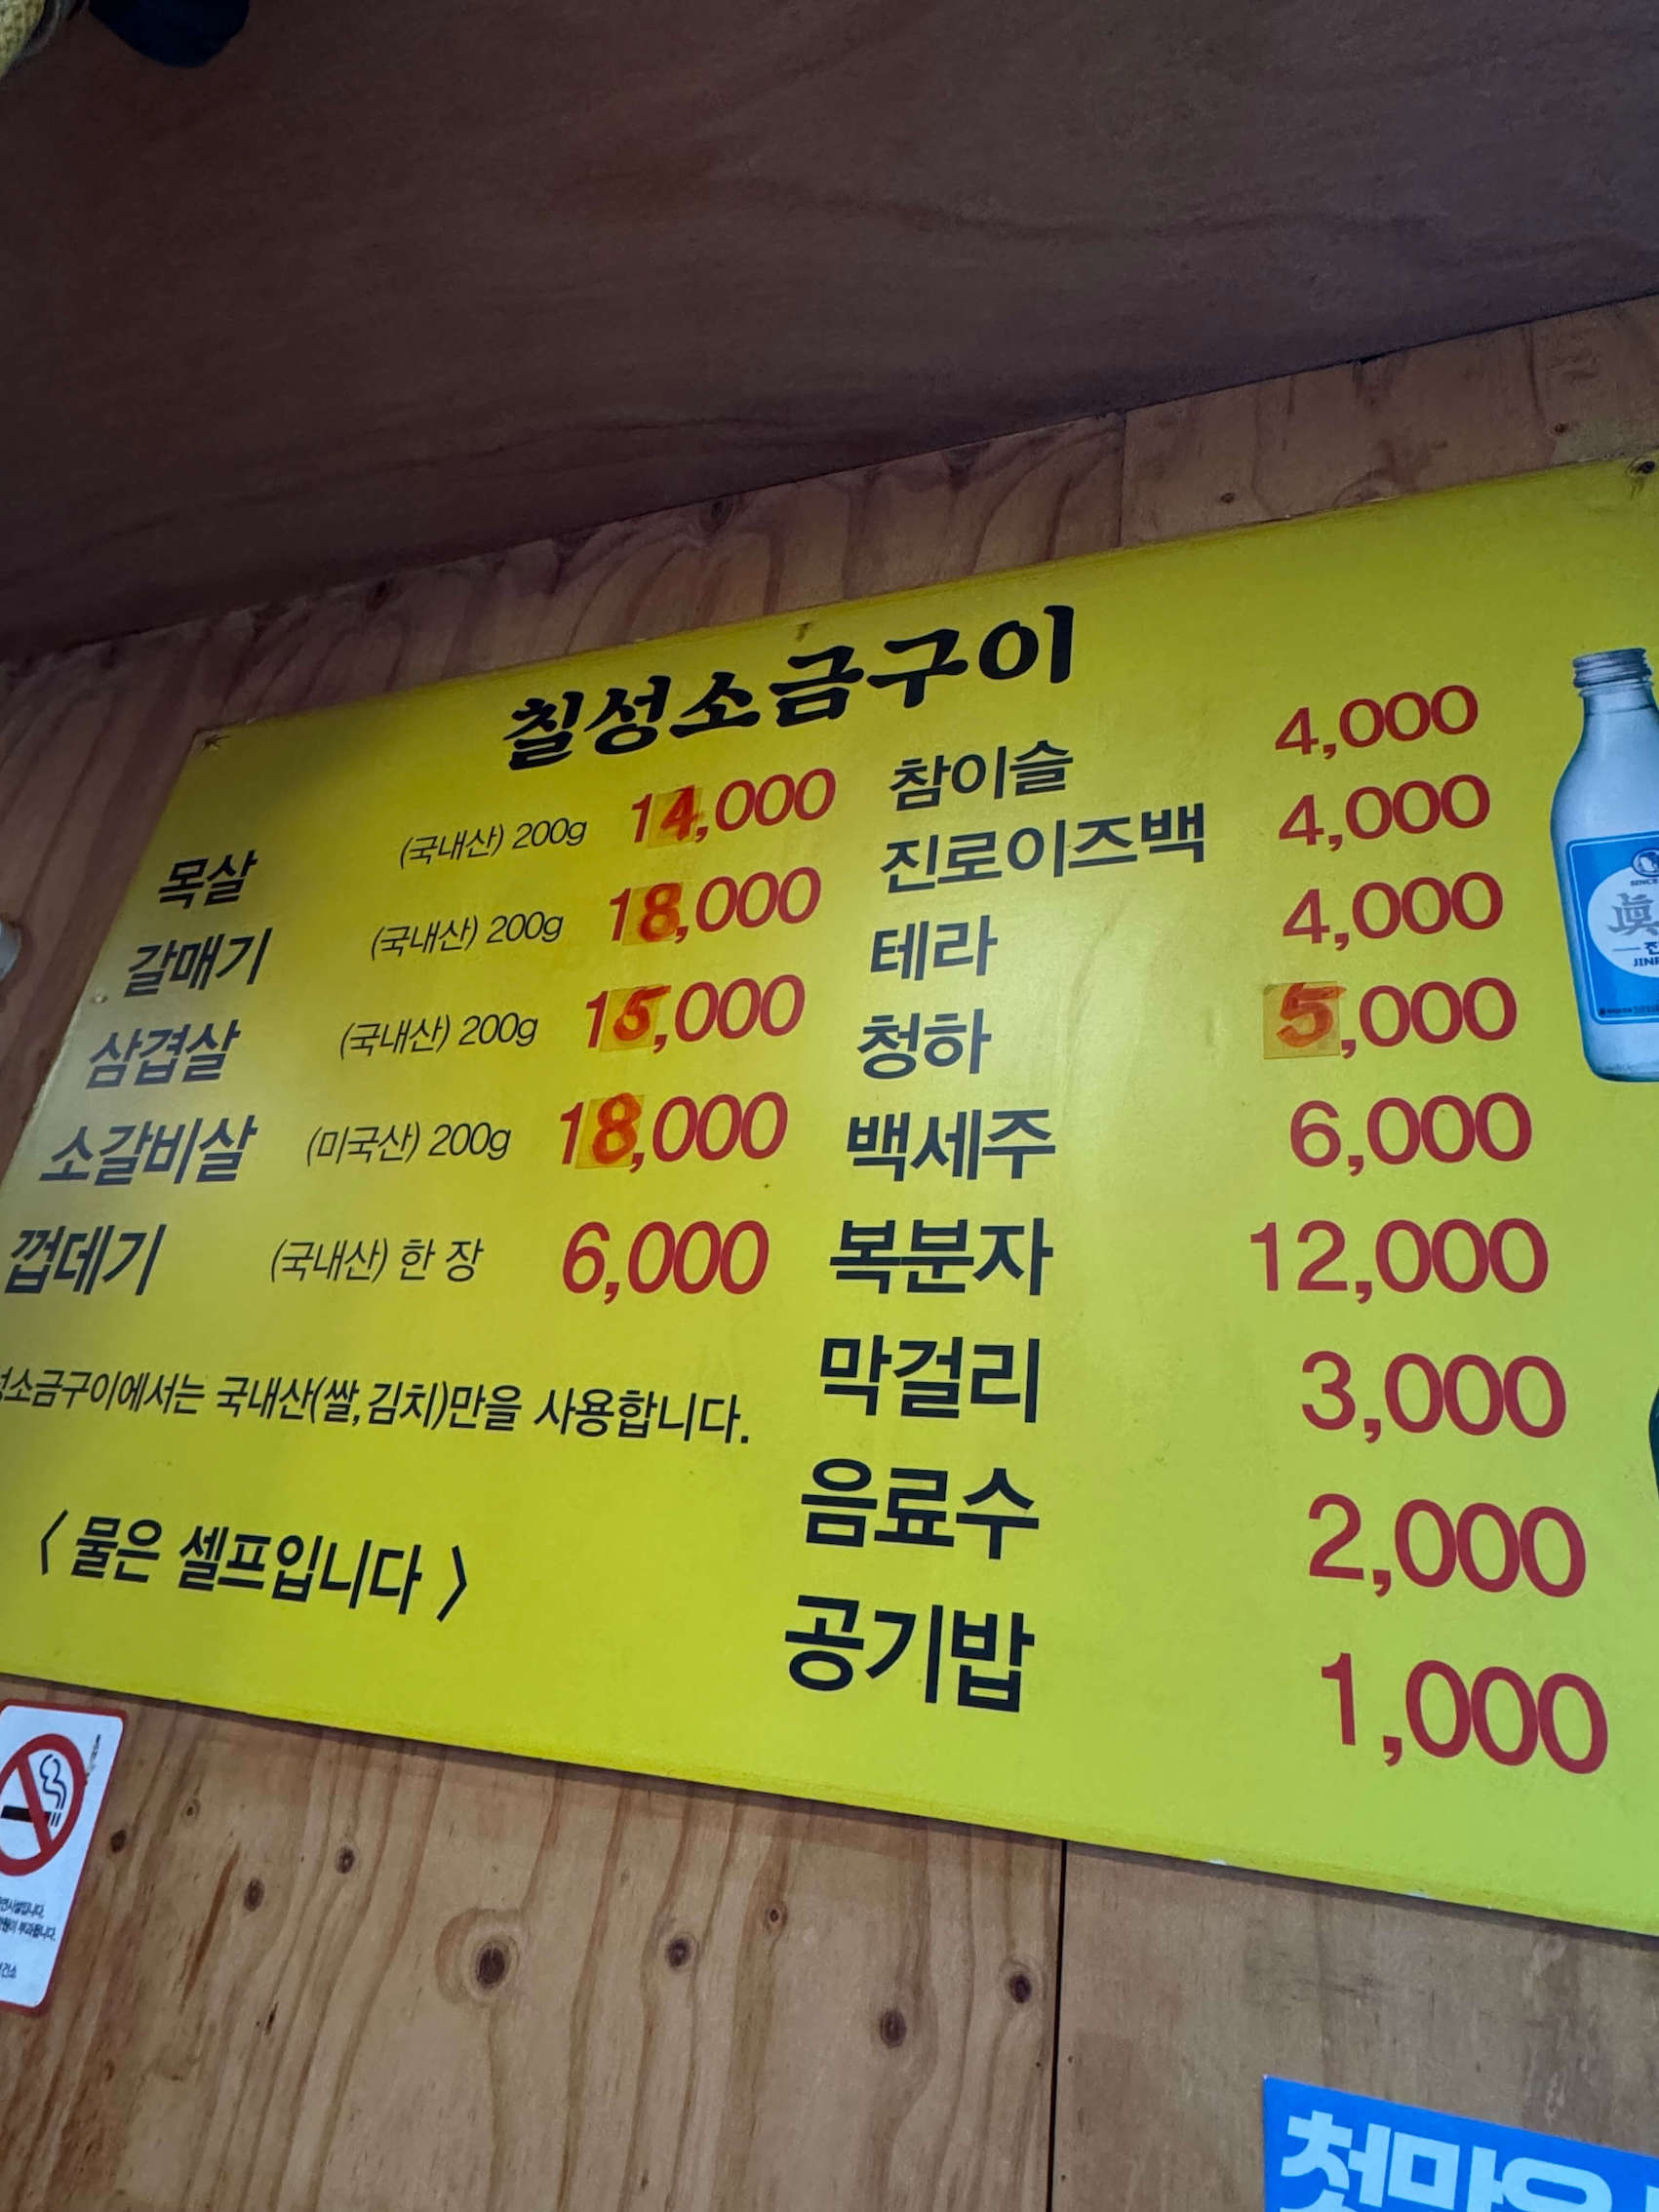 칠성소금구이
목살 (국내산) 200g 14,000
갈매기 (국내산) 200g 18,000
삼겹살 (국내산) 200g 15,000
소갈비살 (미국산) 200g 18,000
껍데기 (국내산) 한 장 6,000
성소금구이에서는 국내산(쌀,김치)만을 사용합니다.
〈 물은 셀프입니다 〉
참이슬 4,000
진로이즈백 4,000
테라 4,000
청하 5,000
백세주 6,000
복분자 12,000
막걸리 3,000
음료수 2,000
공기밥 1,000
SINCE
眞
JINR